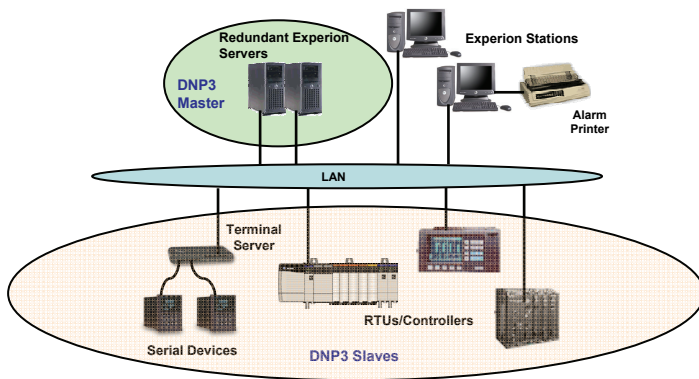 Redundant Experion
Servers
DNP3
Master
Experion Stations
Alarm
Printer
LAN
Terminal
Server
RTUs/Controllers
Serial Devices
DNP3 Slaves